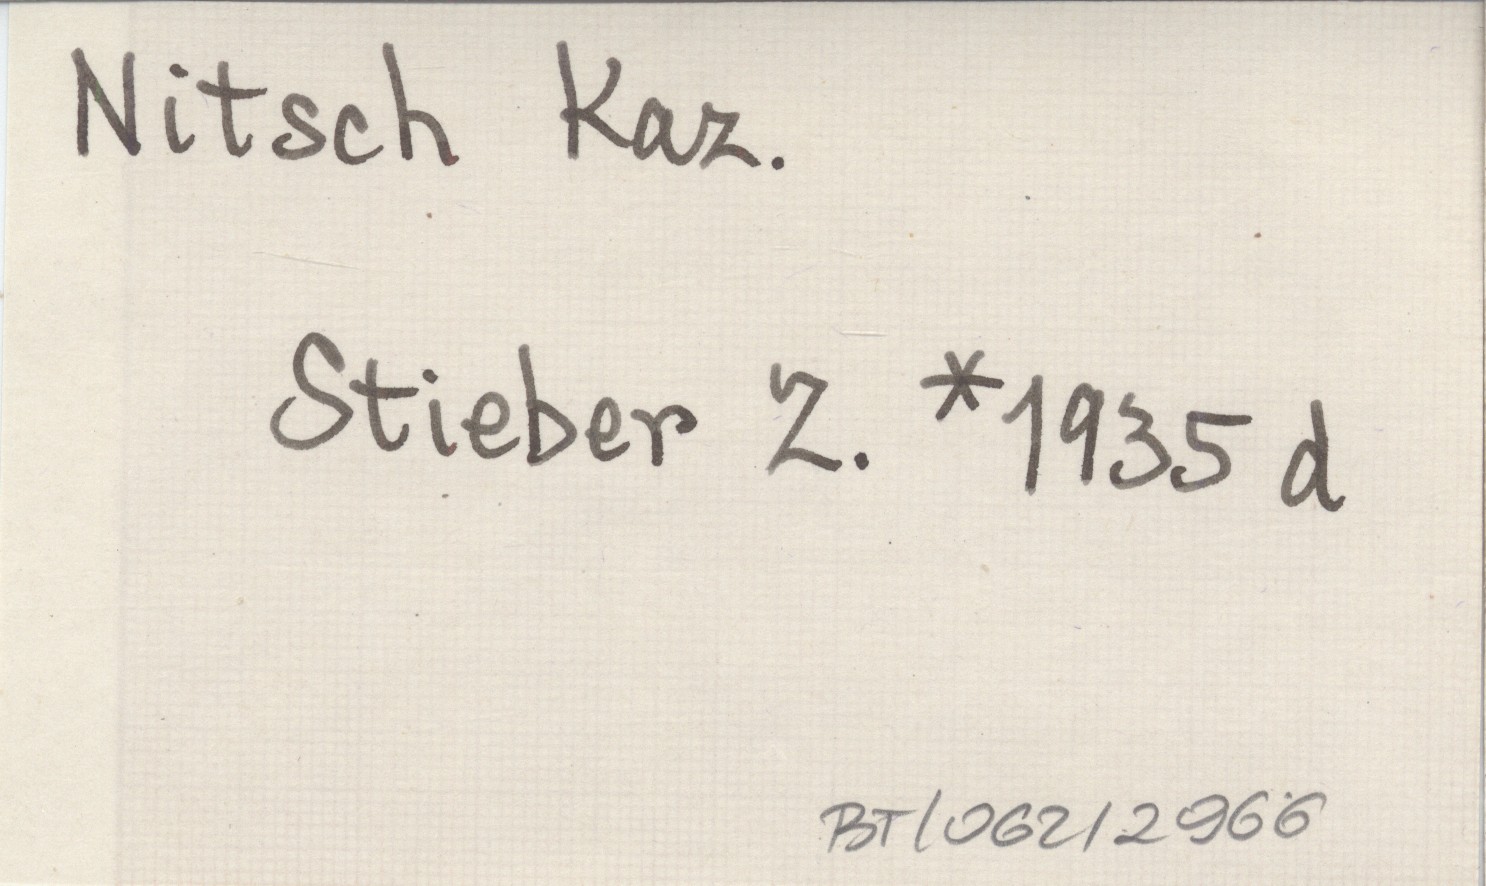 Nitsch Kaz.
Stieber Z. *1935 d
BT/062/2966